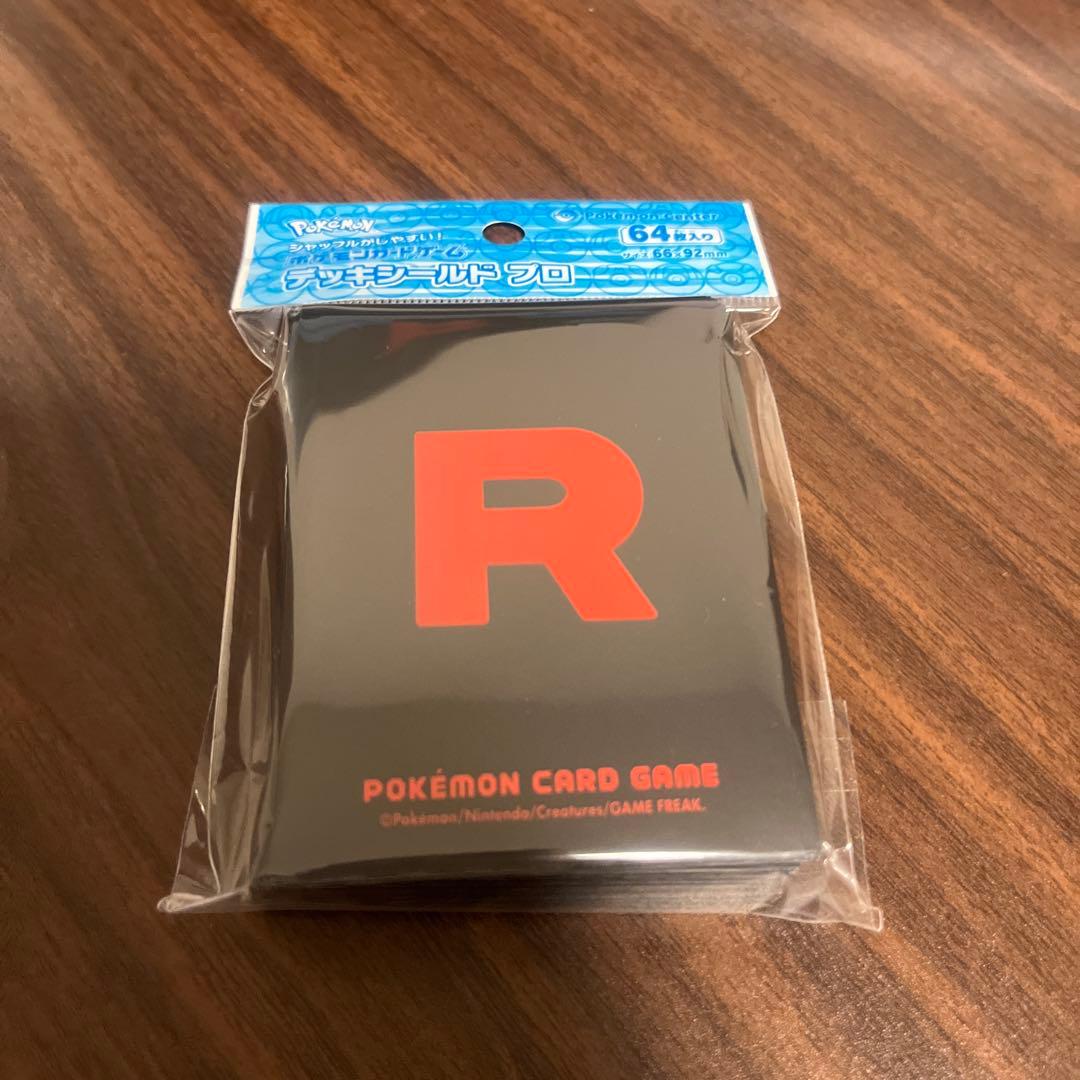 POKéMON
シャッフルがしやすい!
ポケモンカードゲーム
デッキシールド プロ
Pokémon Center
64枚入り
サイズ:66×92mm
R
POKÉMON CARD GAME
©Pokémon/Nintendo/Creatures/GAME FREAK.